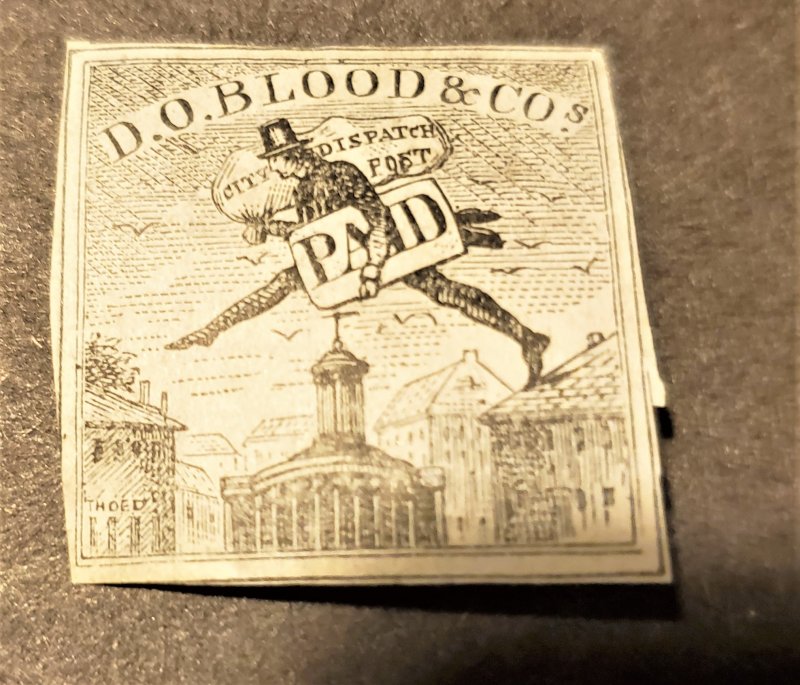 D.O.BLOOD & CO.S
CITY DISPATCH
POST
PAID